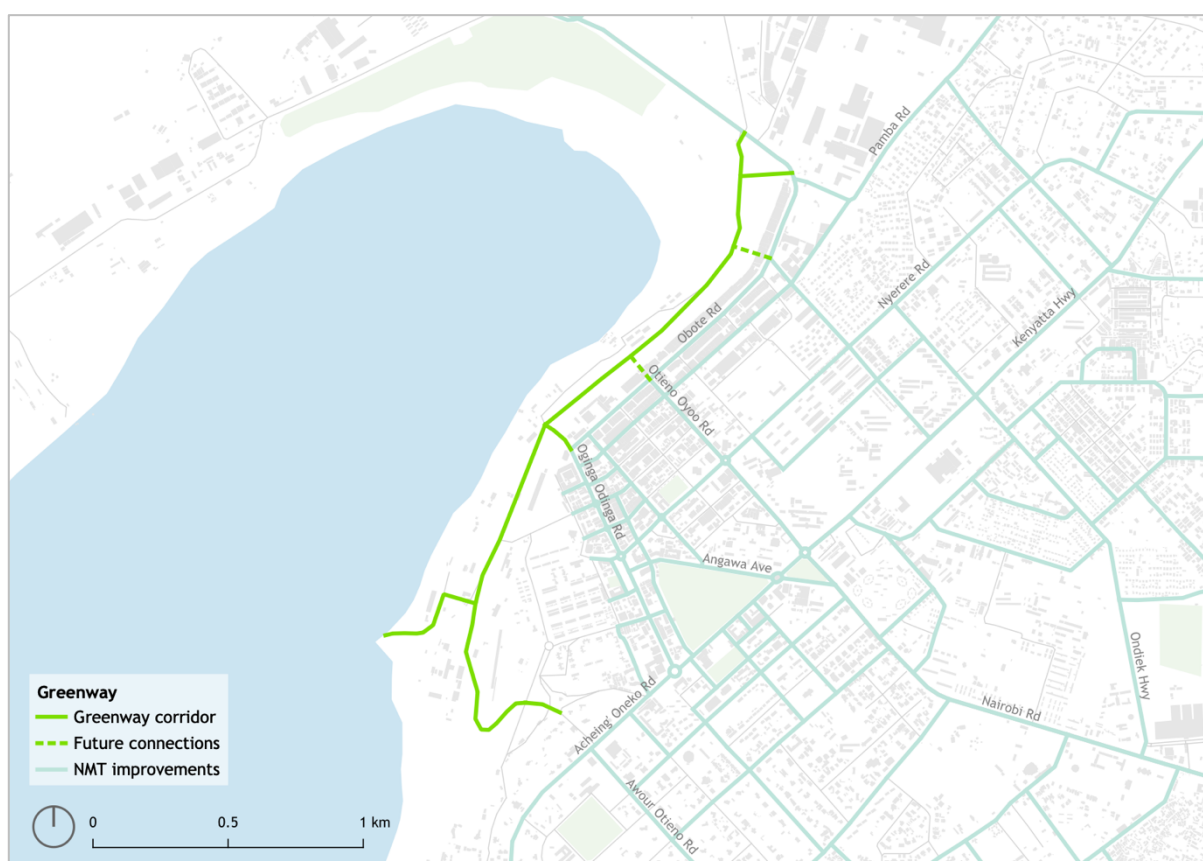 Pamba Rd
Nyerere Rd
Kenyatta Hwy
Obote Rd
Otieno Oyoo Rd
Oginga Odinga Rd
Angawa Ave
Ondiek Hwy
Nairobi Rd
Acheing' Oneko Rd
Awour Otieno Rd
Greenway
Greenway corridor
Future connections
NMT improvements
0 0.5 1 km